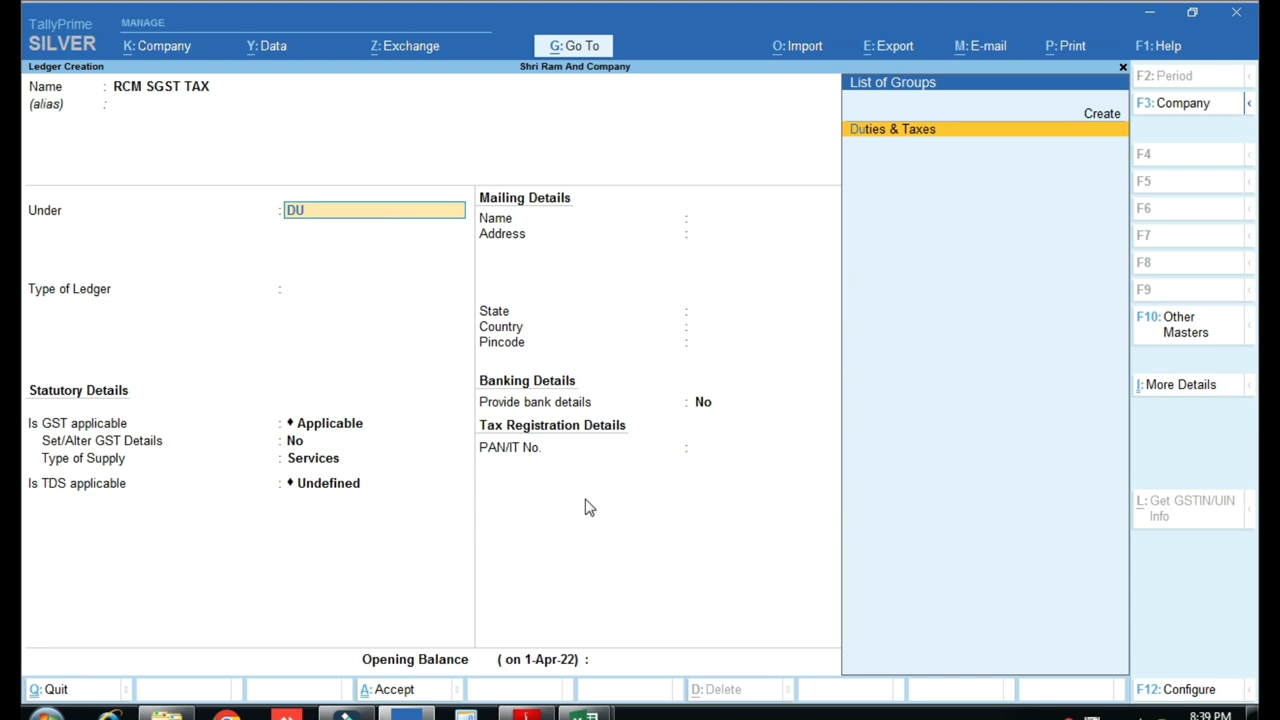 TallyPrime
MANAGE
SILVER
K: Company
Y: Data
Z: Exchange
G: Go To
O: Import
E: Export
M: E-mail
P: Print
F1: Help
Ledger Creation
Shri Ram And Company
Name : RCM SGST TAX
(alias) :
Under : DU
Type of Ledger :
Statutory Details
Is GST applicable : ♦ Applicable
Set/Alter GST Details : No
Type of Supply : Services
Is TDS applicable : ♦ Undefined
Mailing Details
Name :
Address :
State :
Country :
Pincode :
Banking Details
Provide bank details : No
Tax Registration Details
PAN/IT No. :
Opening Balance ( on 1-Apr-22) :
List of Groups
Create
Duties & Taxes
F2: Period
F3: Company
F4
F5
F6
F7
F8
F9
F10: Other
Masters
I: More Details
L: Get GSTIN/UIN
Info
Q: Quit
A: Accept
D: Delete
F12: Configure
8:39 PM